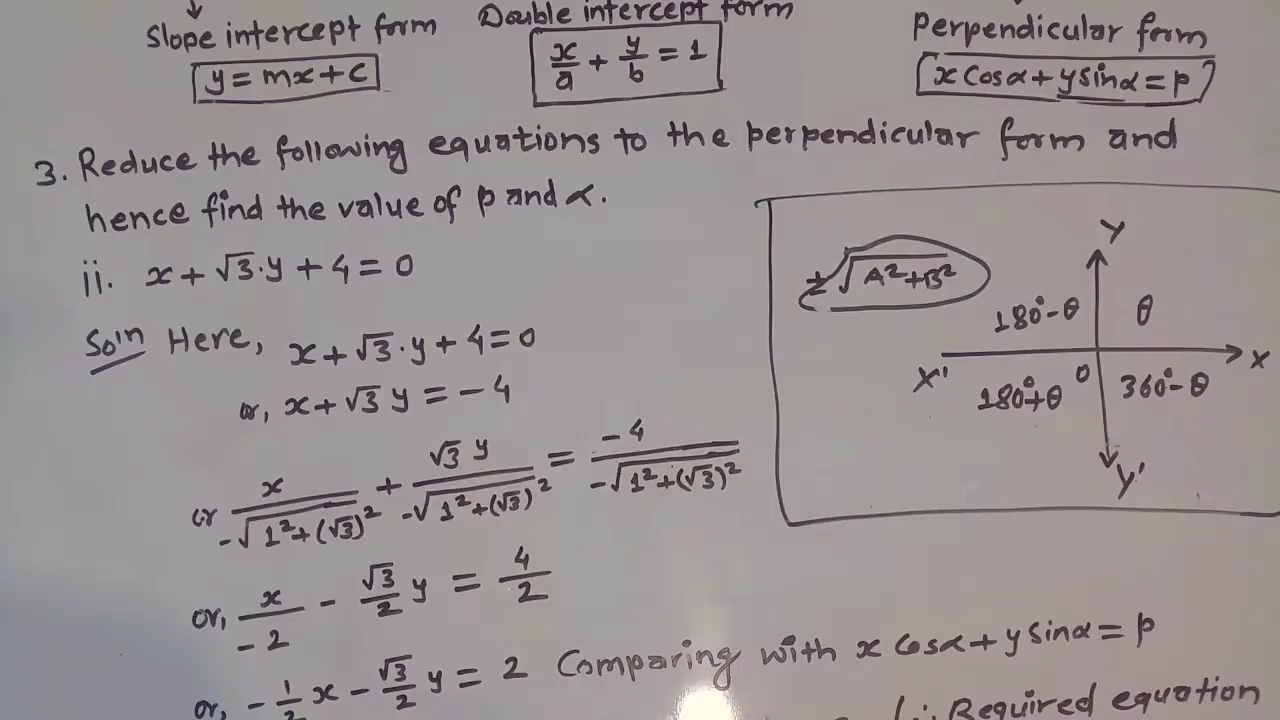 Slope intercept form
y = mx + c
Double intercept form
x/a + y/b = 1
Perpendicular form
x cosα + y sinα = p
3. Reduce the following equations to the perpendicular form and
hence find the value of p and α.
ii. x + √3·y + 4 = 0
Soln Here, x + √3·y + 4 = 0
or, x + √3 y = -4
or x/-√1²+(√3)² + √3 y/-√1²+(√3)² = -4/-√1²+(√3)²
or, x/-2 - √3/2 y = 4/2
or, -1/2 x - √3/2 y = 2 Comparing with x cosα + y sinα = p
∴ Required equation
±√A²+B²
Y
180°-θ θ
X' O X
180°+θ 360°-θ
Y'